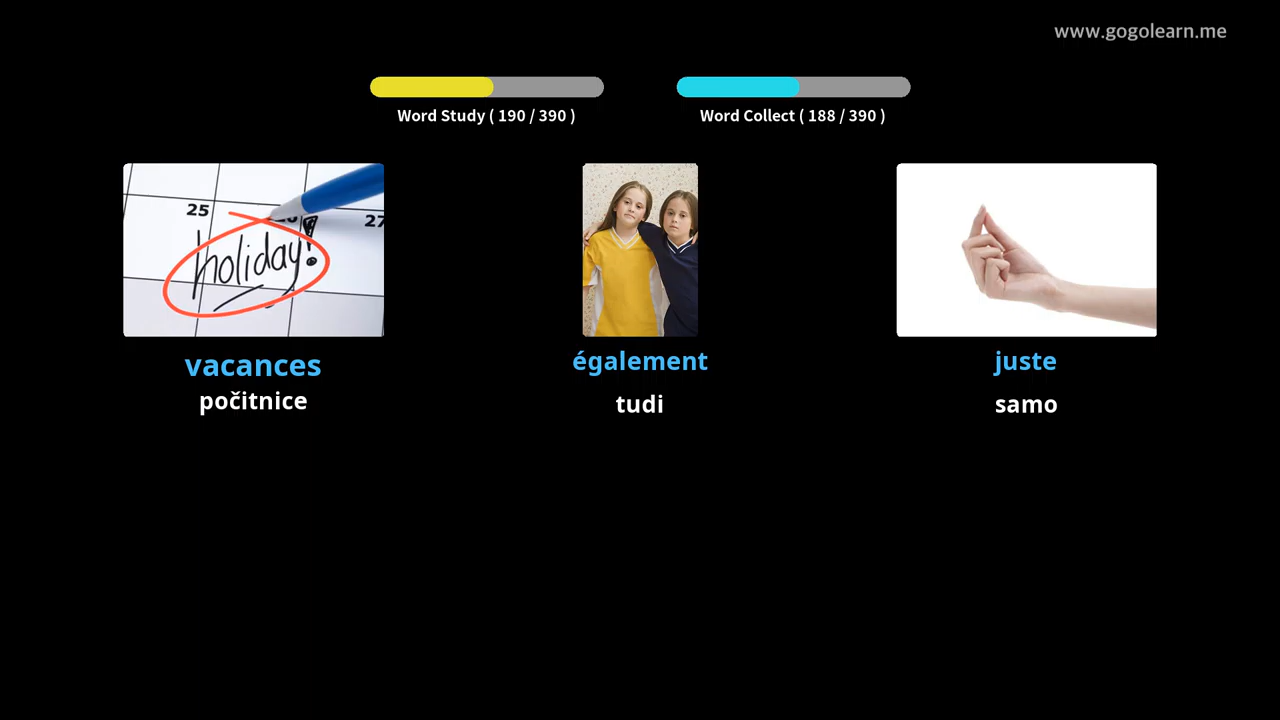 www.gogolearn.me
Word Study ( 190 / 390 )
Word Collect ( 188 / 390 )
25
27
holiday!
vacances
également
juste
počitnice
tudi
samo